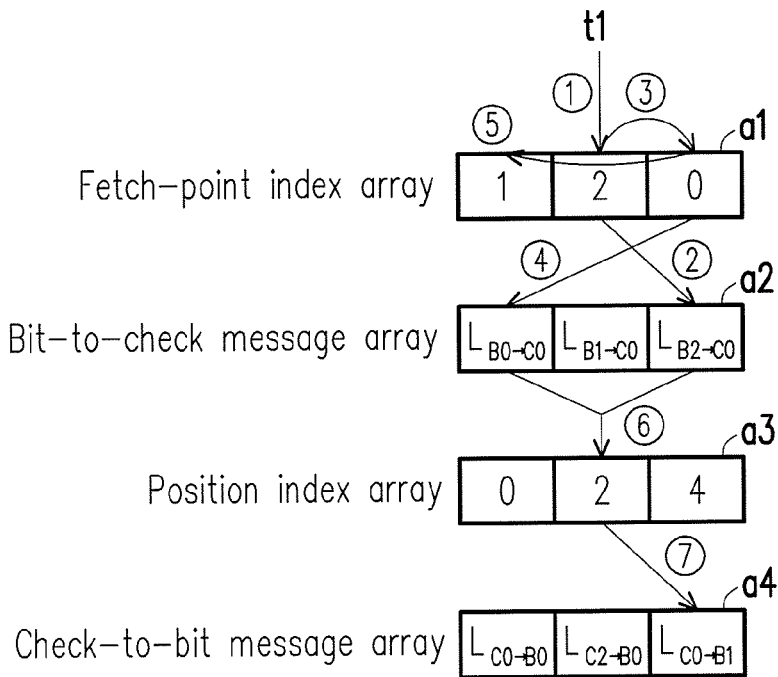 t1
① ③
⑤ a1
Fetch-point index array 1 2 0
④ ② a2
Bit-to-check message array L B0→C0 L B1→C0 L B2→C0
⑥ a3
Position index array 0 2 4
⑦ a4
Check-to-bit message array L C0→B0 L C2→B0 L C0→B1